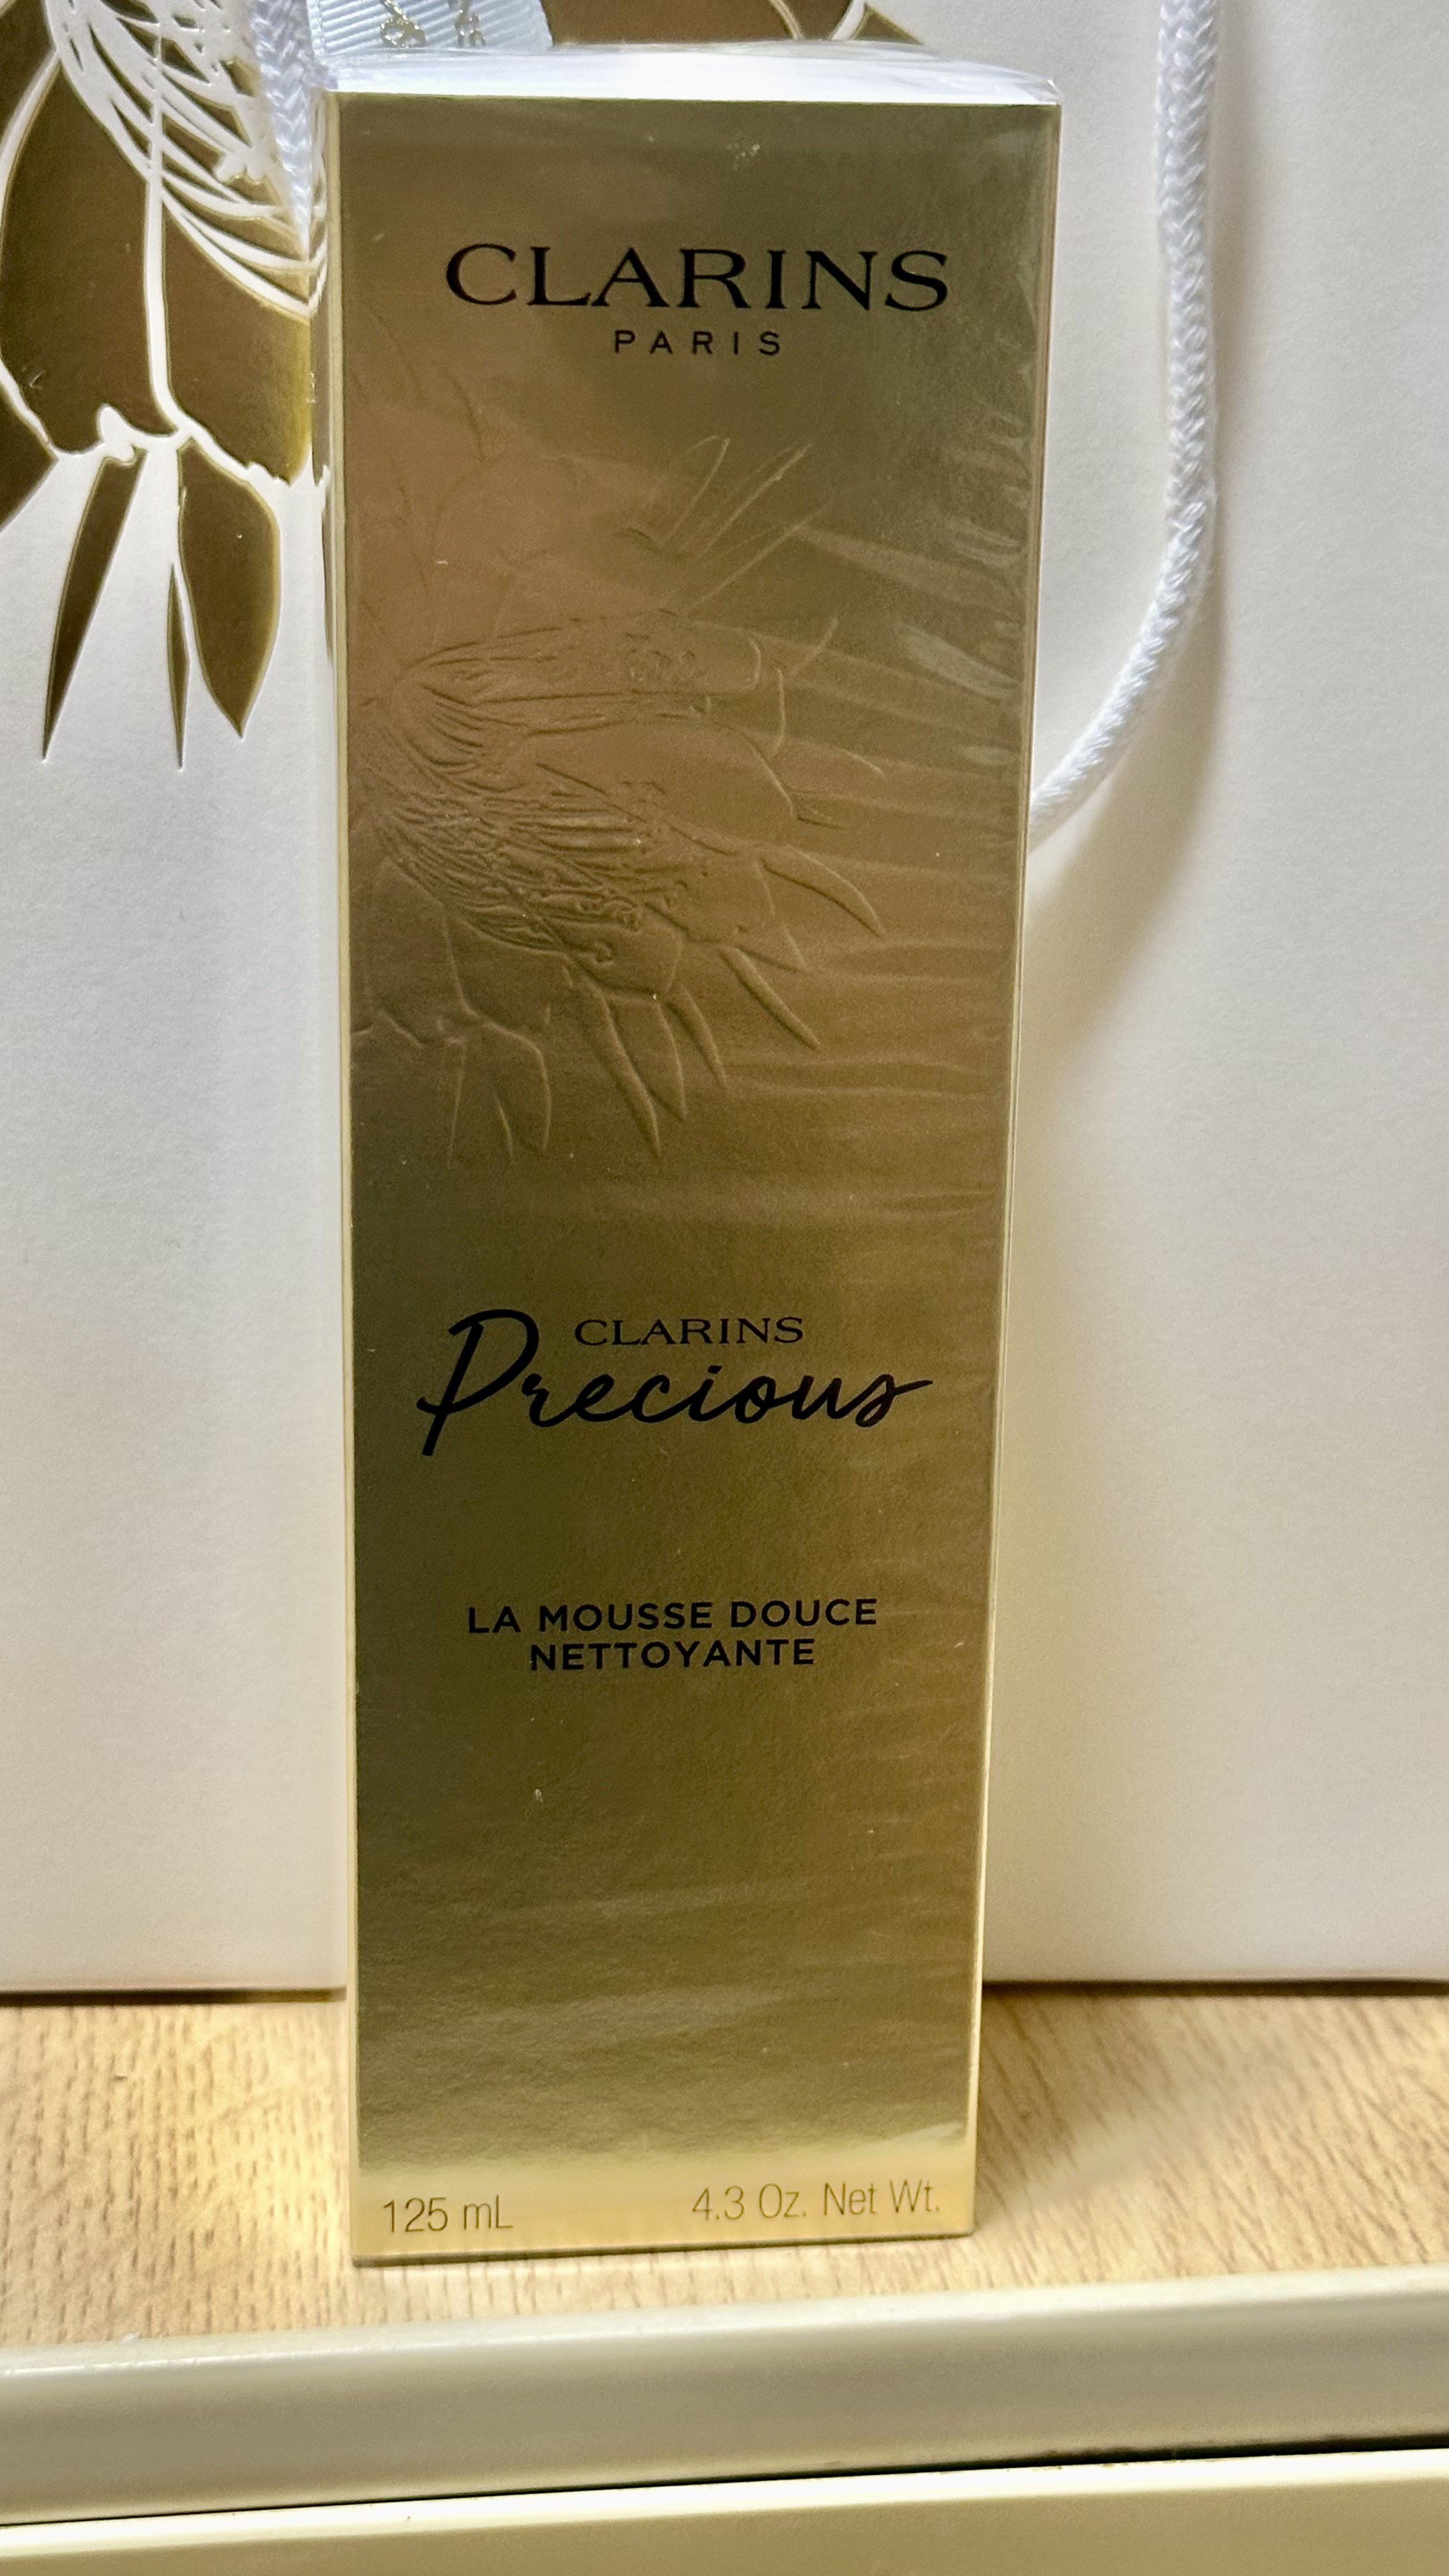 CLARINS
PARIS
CLARINS
Precious
LA MOUSSE DOUCE
NETTOYANTE
125 mL 4.3 Oz. Net Wt.